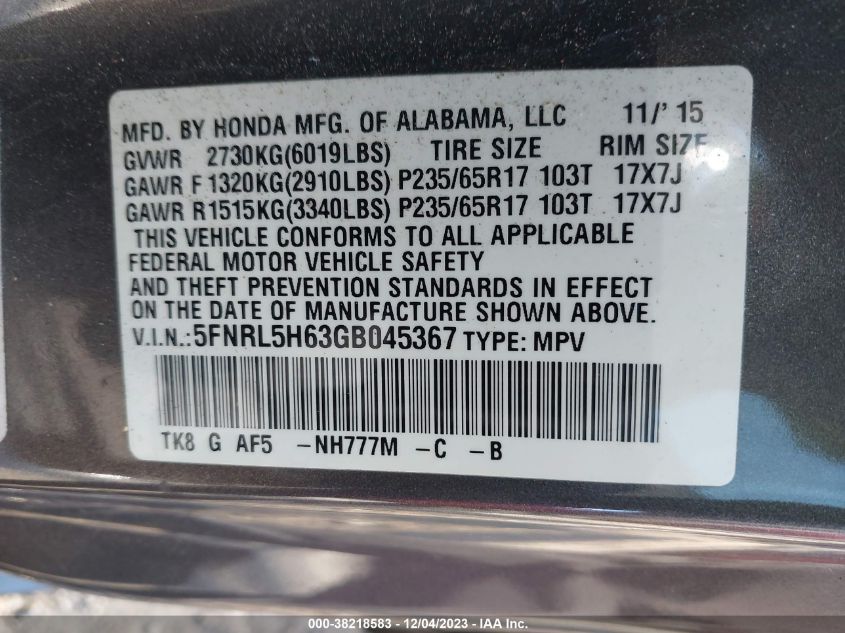 MFD. BY HONDA MFG. OF ALABAMA, LLC 11/' 15
GVWR 2730KG(6019LBS) TIRE SIZE RIM SIZE
GAWR F 1320KG(2910LBS) P235/65R17 103T 17X7J
GAWR R1515KG(3340LBS) P235/65R17 103T 17X7J
THIS VEHICLE CONFORMS TO ALL APPLICABLE
FEDERAL MOTOR VEHICLE SAFETY
AND THEFT PREVENTION STANDARDS IN EFFECT
ON THE DATE OF MANUFACTURE SHOWN ABOVE.
V.I.N.:5FNRL5H63GB045367 TYPE: MPV
TK8 G AF5 -NH777M -C -B
000-38218583 - 12/04/2023 - IAA Inc.